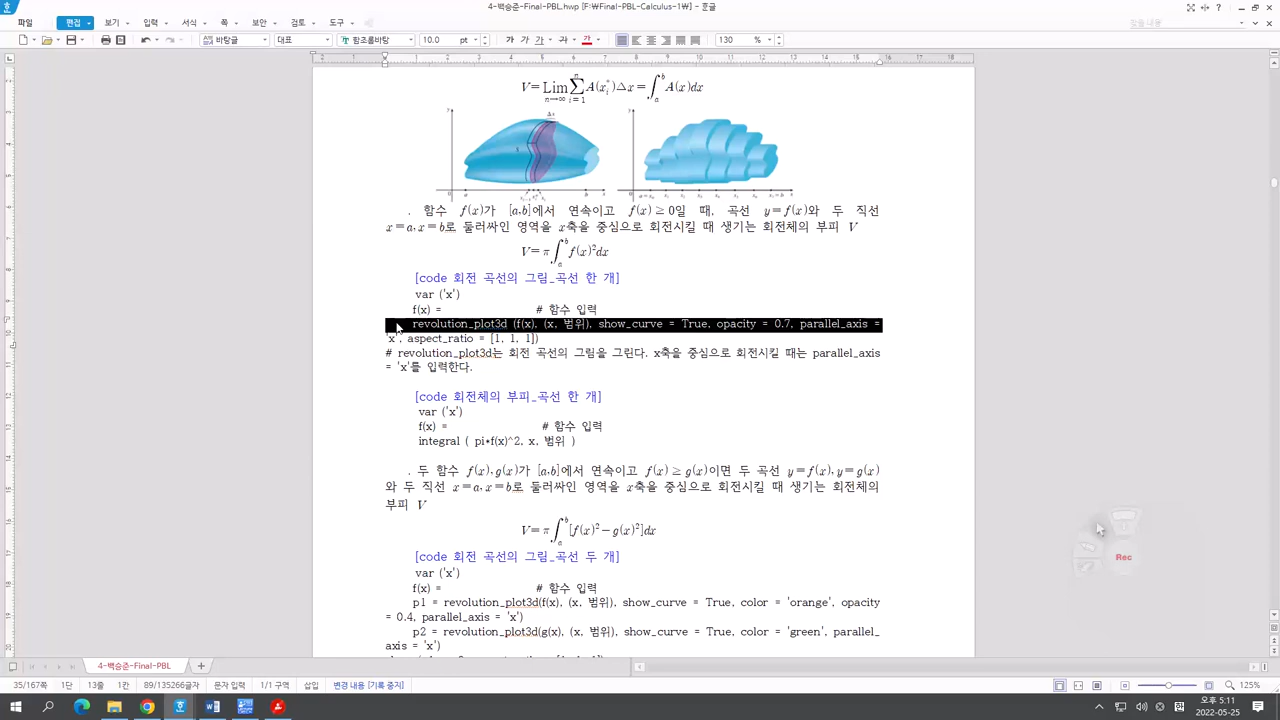 4-백승준-Final-PBL.hwp [F:\Final-PBL-Calculus-1\] - 훈글
파일 편집 보기 입력 서식 쪽 보안 검토 도구
바탕글 대표 함초롬바탕 10.0 pt 가 가 가 가 가 130 %
V = Lim n→∞ n ∑ i=1 A(x_i^*)△x = ∫_a^b A(x)dx
. 함수 f(x)가 [a,b]에서 연속이고 f(x) ≥ 0일 때, 곡선 y = f(x)와 두 직선
x = a, x = b로 둘러싸인 영역을 x축을 중심으로 회전시킬 때 생기는 회전체의 부피 V
V = π∫_a^b f(x)^2dx
[code 회전 곡선의 그림_곡선 한 개]
var ('x')
f(x) = # 함수 입력
revolution_plot3d (f(x), (x, 범위), show_curve = True, opacity = 0.7, parallel_axis =
'x', aspect_ratio = [1, 1, 1])
# revolution_plot3d는 회전 곡선의 그림을 그린다. x축을 중심으로 회전시킬 때는 parallel_axis
= 'x'를 입력한다.
[code 회전체의 부피_곡선 한 개]
var ('x')
f(x) = # 함수 입력
integral ( pi*f(x)^2, x, 범위 )
. 두 함수 f(x), g(x)가 [a,b]에서 연속이고 f(x) ≥ g(x)이면 두 곡선 y = f(x), y = g(x)
와 두 직선 x = a, x = b로 둘러싸인 영역을 x축을 중심으로 회전시킬 때 생기는 회전체의
부피 V
V = π∫_a^b [f(x)^2 − g(x)^2]dx
[code 회전 곡선의 그림_곡선 두 개]
var ('x')
f(x) = # 함수 입력
p1 = revolution_plot3d(f(x), (x, 범위), show_curve = True, color = 'orange', opacity
= 0.4, parallel_axis = 'x')
p2 = revolution_plot3d(g(x), (x, 범위), show_curve = True, color = 'green', parallel_
axis = 'x')
Rec
4-백승준-Final-PBL
35/167쪽 1단 13줄 1칸 89/135266글자 문자 입력 1/1 구역 삽입 변경 내용 [기록 중지] 125%
오후 5:11
2022-05-25